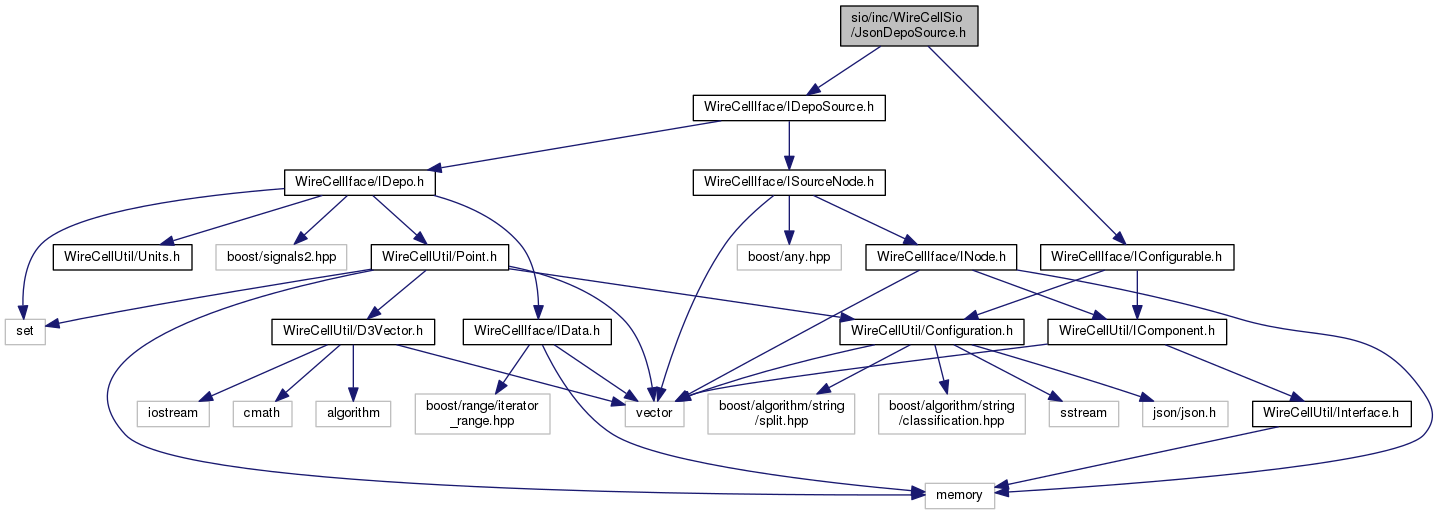 sio/inc/WireCellSio
/JsonDepoSource.h
WireCellIface/IDepoSource.h
WireCellIface/IDepo.h
WireCellIface/ISourceNode.h
WireCellUtil/Units.h
boost/signals2.hpp
WireCellUtil/Point.h
boost/any.hpp
WireCellIface/INode.h
WireCellIface/IConfigurable.h
set
WireCellUtil/D3Vector.h
WireCellIface/IData.h
WireCellUtil/Configuration.h
WireCellUtil/IComponent.h
iostream
cmath
algorithm
boost/range/iterator
_range.hpp
vector
boost/algorithm/string
/split.hpp
boost/algorithm/string
/classification.hpp
sstream
json/json.h
WireCellUtil/Interface.h
memory